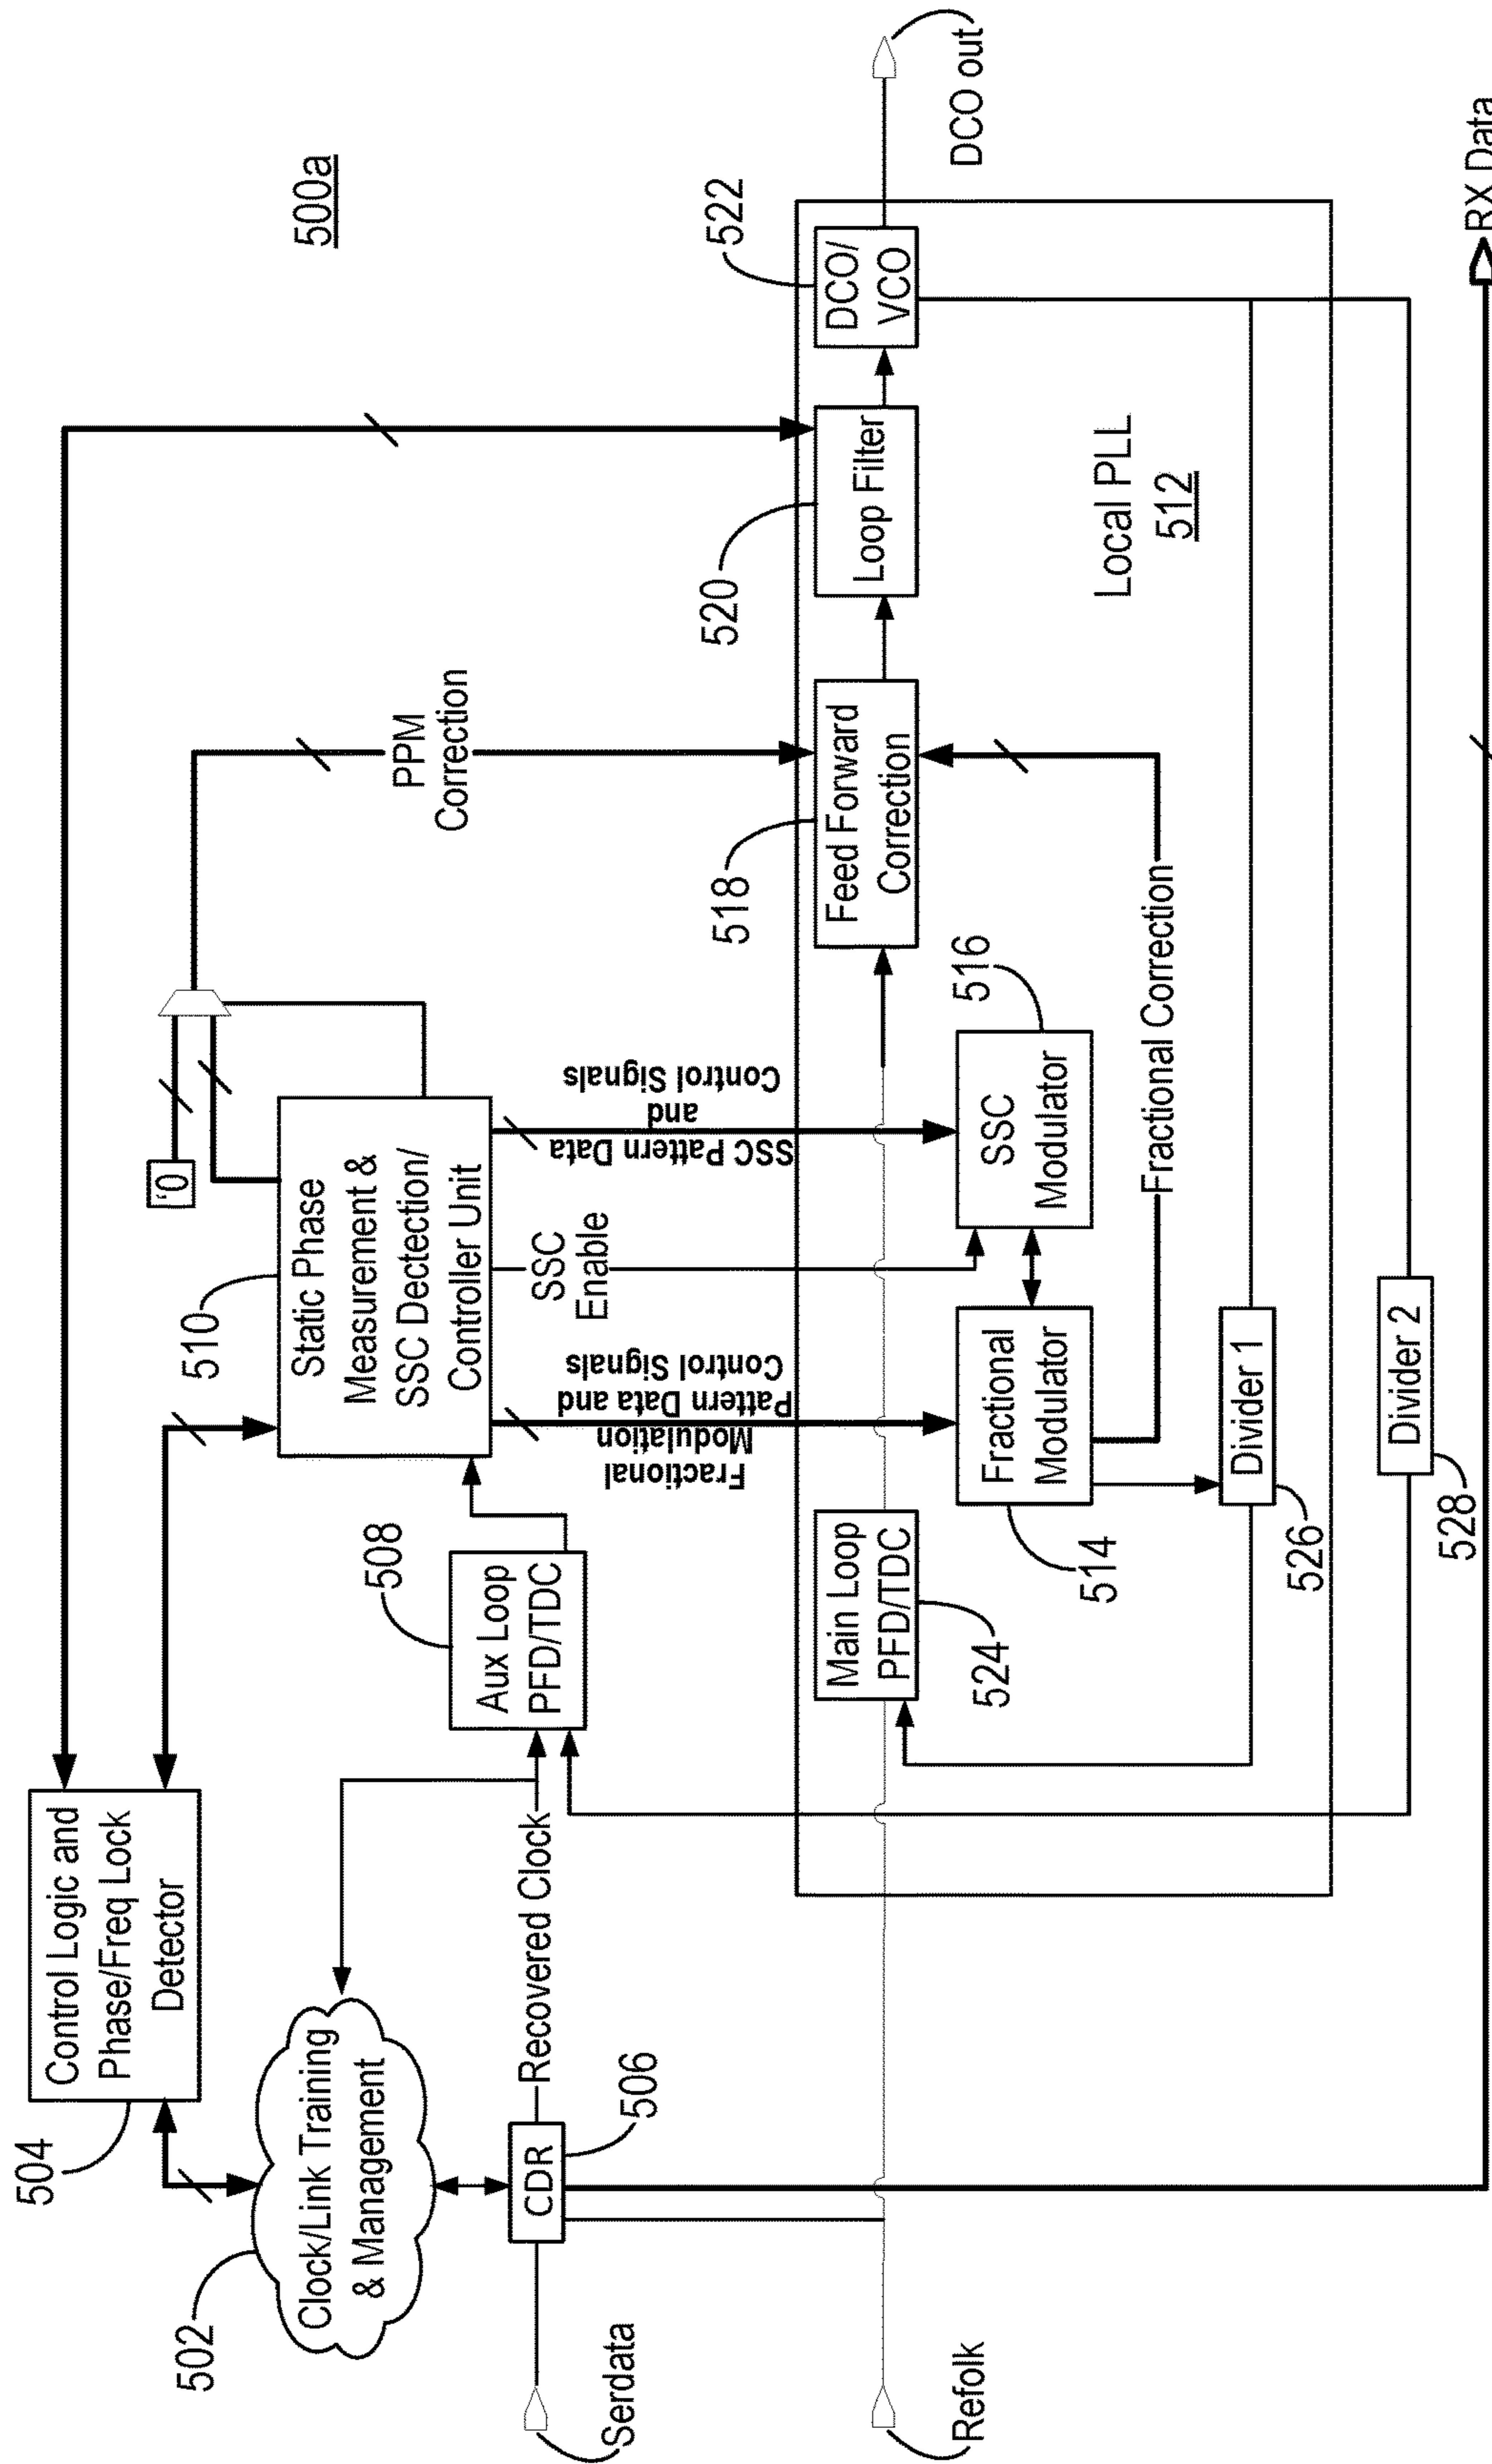 500a
504
Control Logic and
Phase/Freq Lock
Detector
502
Clock/Link Training
& Management
Serdata
CDR
506
Recovered Clock
508
Aux Loop
PFD/TDC
510
Static Phase
Measurement &
SSC Dectection/
Controller Unit
'0,
PPM
Correction
Fractional
Modulation
Pattern Data and
Control Signals
SSC
Enable
SSC Pattern Data
and
Control Signals
Refolk
Main Loop
PFD/TDC
524
Fractional
Modulator
514
SSC
Modulator
516
518
Feed Forward
Correction
Fractional Correction
520
Loop Filter
522
DCO/
VCO
DCO out
Local PLL
512
Divider 1
526
Divider 2
528
RX Data